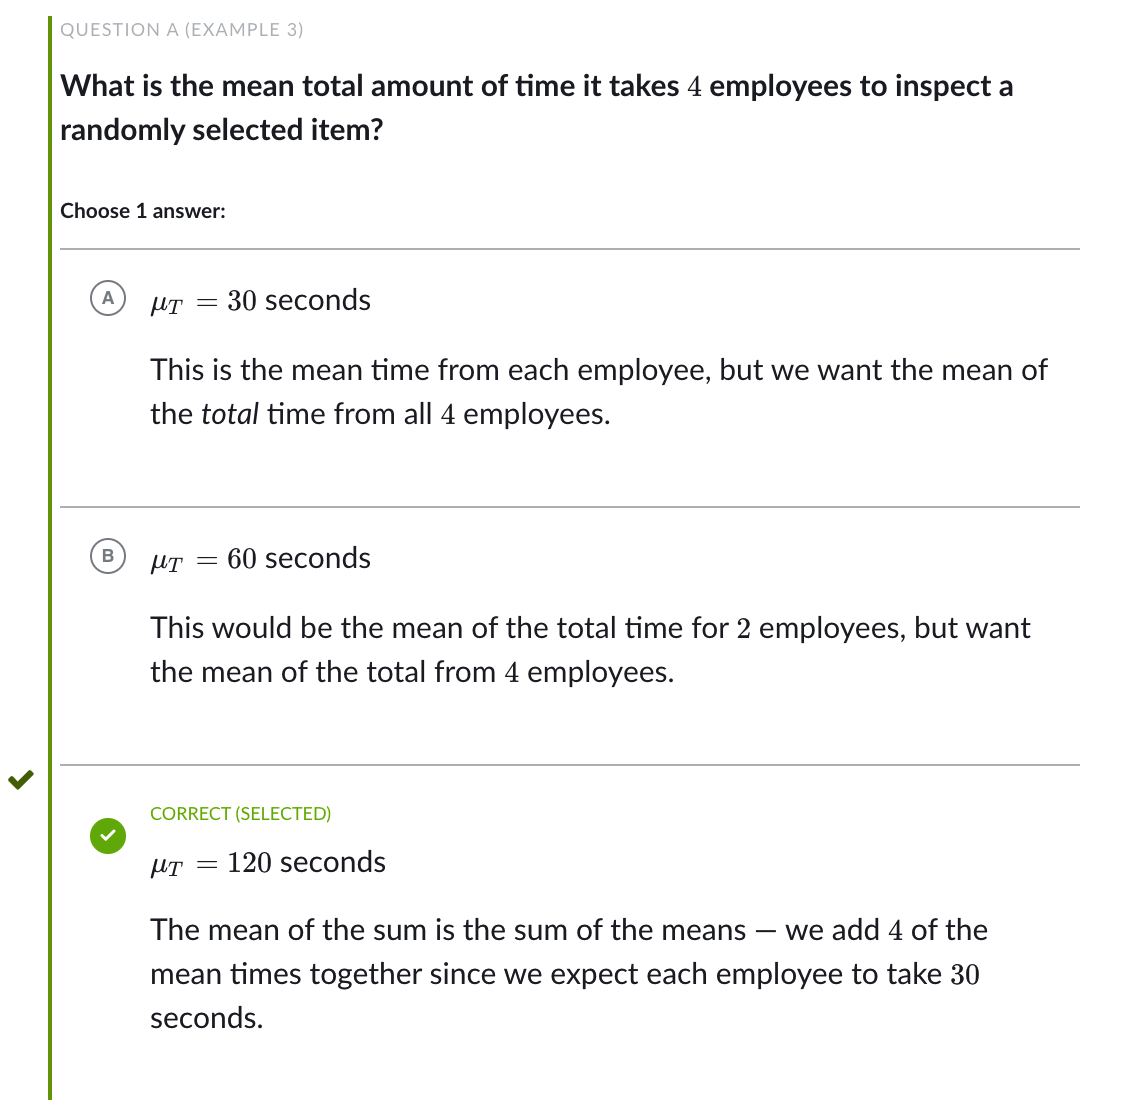 QUESTION A (EXAMPLE 3)
What is the mean total amount of time it takes 4 employees to inspect a
randomly selected item?
Choose 1 answer:
A
μ_T = 30 seconds
This is the mean time from each employee, but we want the mean of
the total time from all 4 employees.
B
μ_T = 60 seconds
This would be the mean of the total time for 2 employees, but want
the mean of the total from 4 employees.
CORRECT (SELECTED)
μ_T = 120 seconds
The mean of the sum is the sum of the means — we add 4 of the
mean times together since we expect each employee to take 30
seconds.